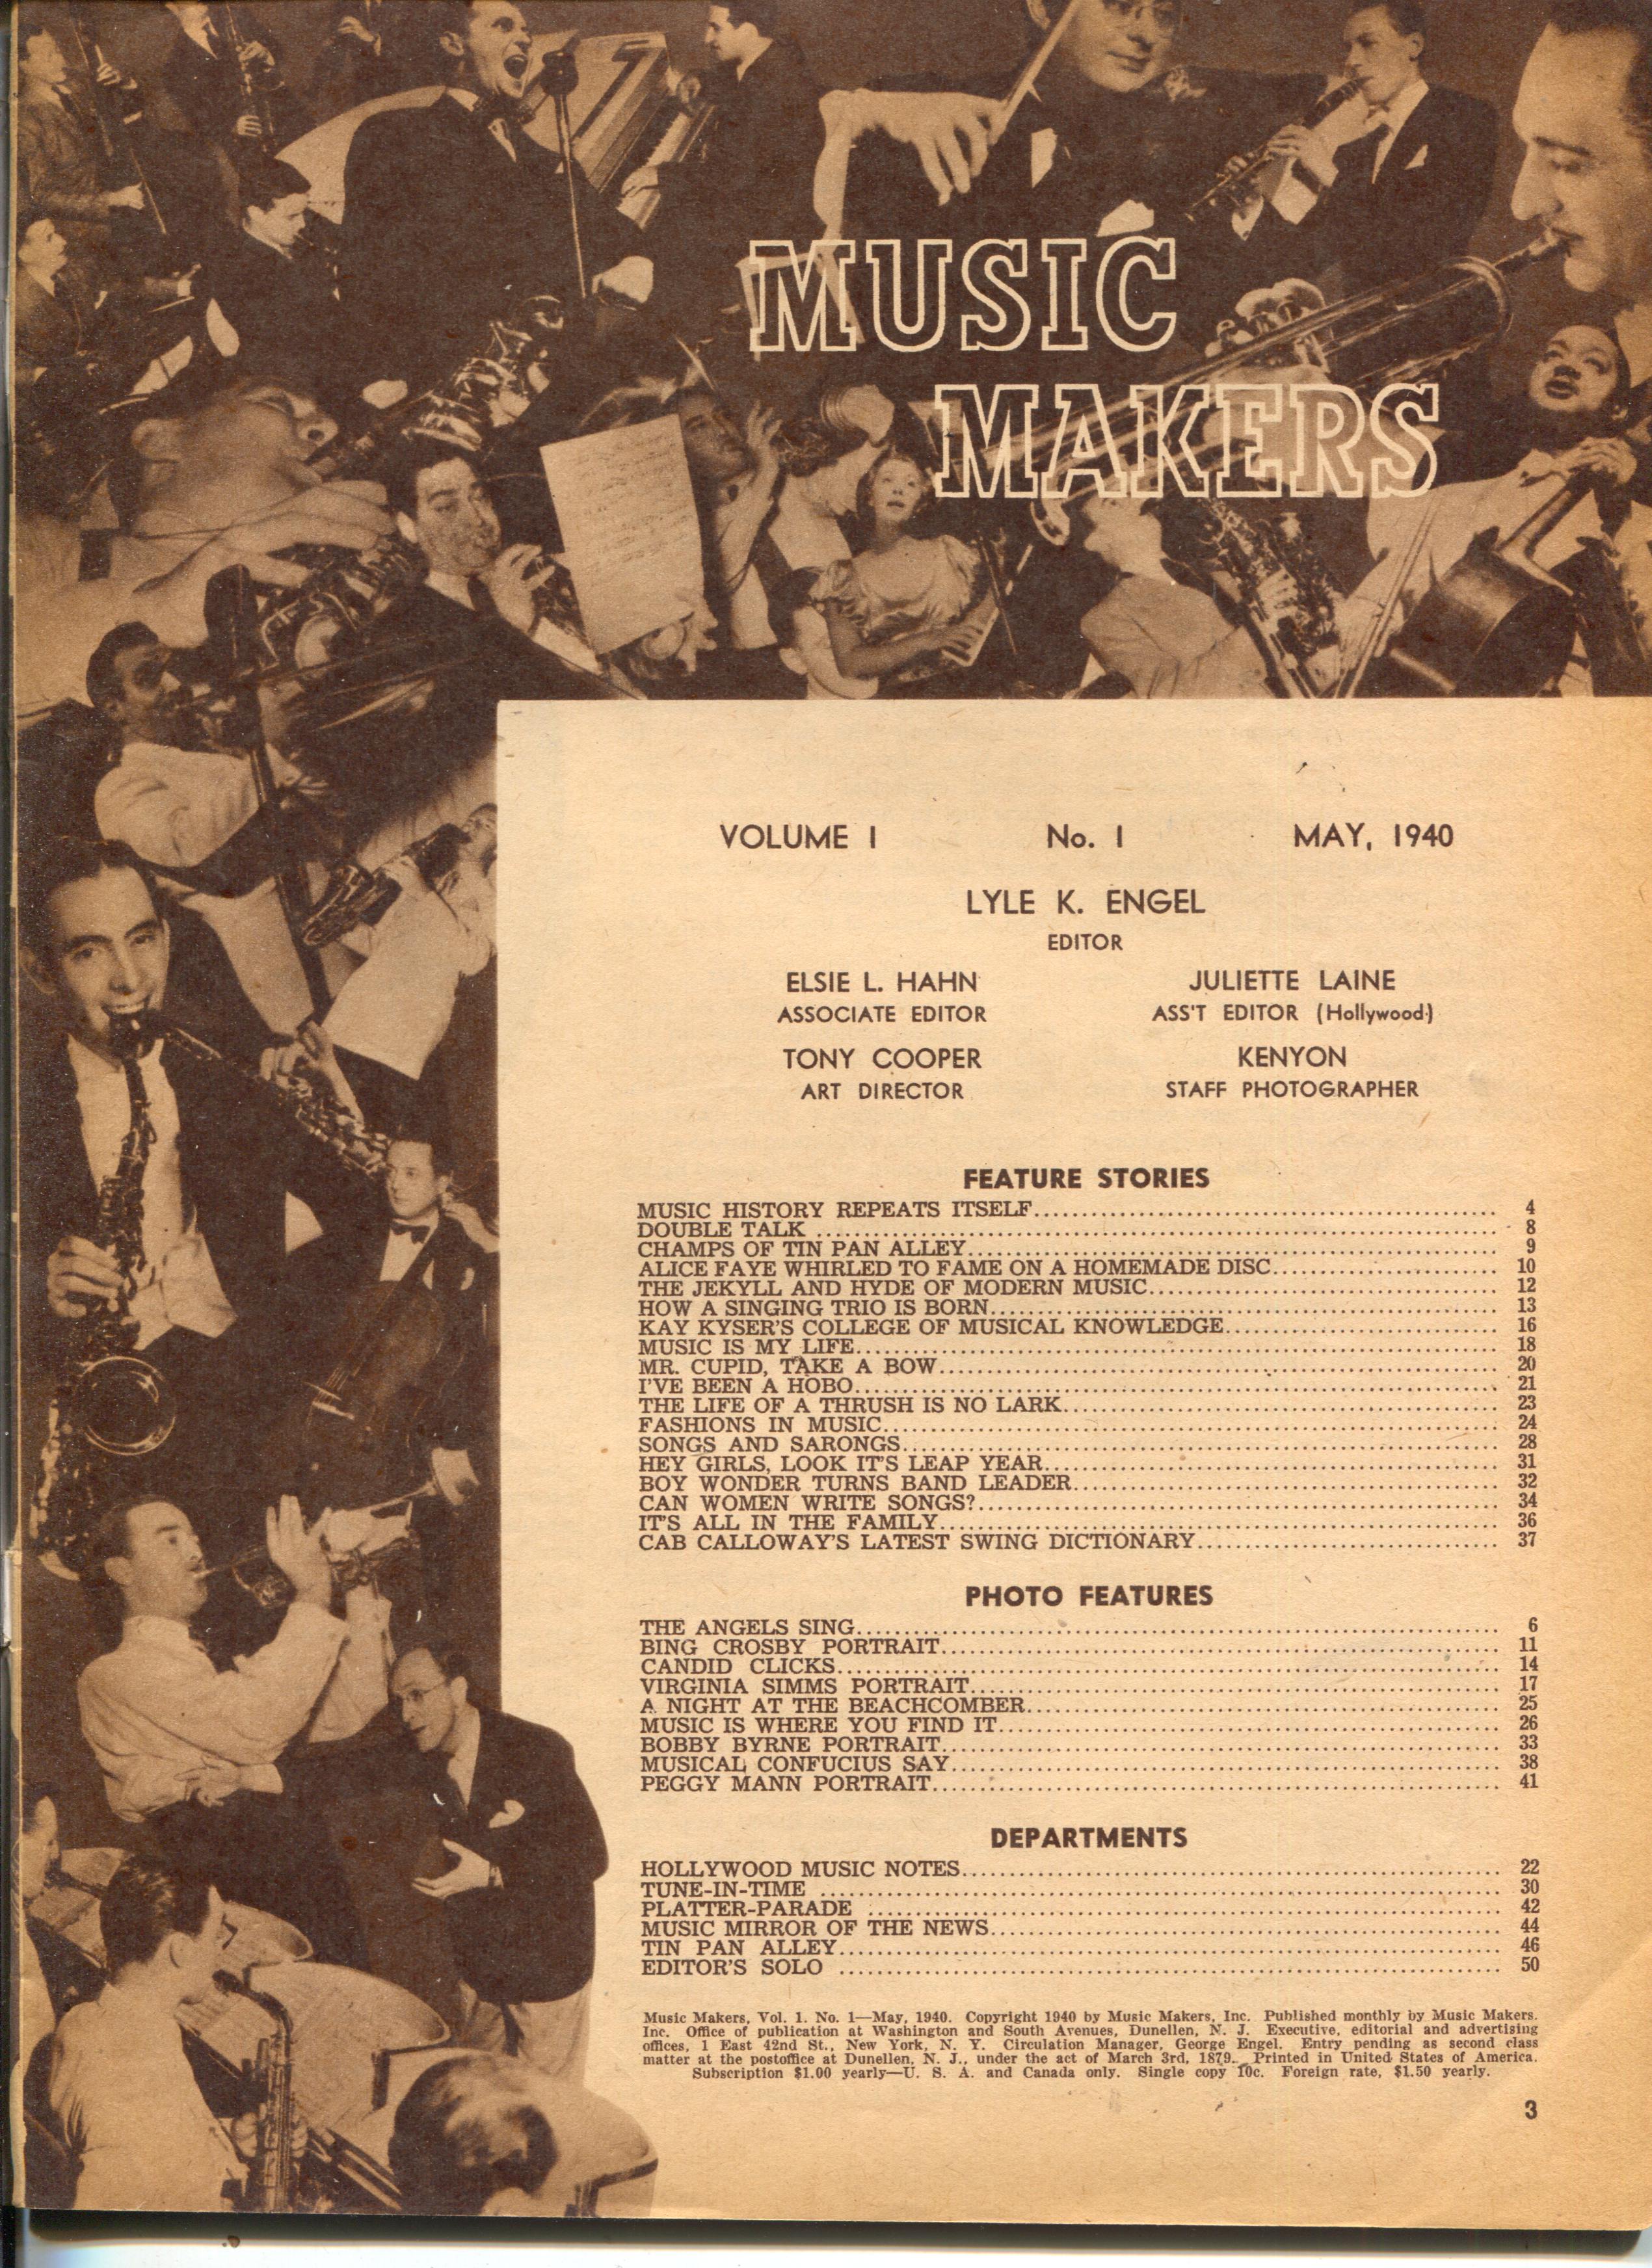 MUSIC
MAKERS
VOLUME I No. I MAY, 1940
LYLE K. ENGEL
EDITOR
ELSIE L. HAHN JULIETTE LAINE
ASSOCIATE EDITOR ASS'T EDITOR (Hollywood)
TONY COOPER KENYON
ART DIRECTOR STAFF PHOTOGRAPHER
FEATURE STORIES
MUSIC HISTORY REPEATS ITSELF 4
DOUBLE TALK 8
CHAMPS OF TIN PAN ALLEY 9
ALICE FAYE WHIRLED TO FAME ON A HOMEMADE DISC 10
THE JEKYLL AND HYDE OF MODERN MUSIC 12
HOW A SINGING TRIO IS BORN 13
KAY KYSER'S COLLEGE OF MUSICAL KNOWLEDGE 16
MUSIC IS MY LIFE 18
MR. CUPID, TAKE A BOW 20
I'VE BEEN A HOBO 21
THE LIFE OF A THRUSH IS NO LARK 23
FASHIONS IN MUSIC 24
SONGS AND SARONGS 28
HEY GIRLS, LOOK IT'S LEAP YEAR 31
BOY WONDER TURNS BAND LEADER 32
CAN WOMEN WRITE SONGS? 34
IT'S ALL IN THE FAMILY 36
CAB CALLOWAY'S LATEST SWING DICTIONARY 37
PHOTO FEATURES
THE ANGELS SING 6
BING CROSBY PORTRAIT 11
CANDID CLICKS 14
VIRGINIA SIMMS PORTRAIT 17
A NIGHT AT THE BEACHCOMBER 25
MUSIC IS WHERE YOU FIND IT 26
BOBBY BYRNE PORTRAIT 33
MUSICAL CONFUCIUS SAY 38
PEGGY MANN PORTRAIT 41
DEPARTMENTS
HOLLYWOOD MUSIC NOTES 22
TUNE-IN-TIME 30
PLATTER-PARADE 42
MUSIC MIRROR OF THE NEWS 44
TIN PAN ALLEY 46
EDITOR'S SOLO 50
Music Makers, Vol. 1. No. 1—May, 1940. Copyright 1940 by Music Makers, Inc. Published monthly by Music Makers,
Inc. Office of publication at Washington and South Avenues, Dunellen, N. J. Executive, editorial and advertising
offices, 1 East 42nd St., New York, N. Y. Circulation Manager, George Engel. Entry pending as second class
matter at the postoffice at Dunellen, N. J., under the act of March 3rd, 1879. Printed in United States of America.
Subscription $1.00 yearly—U. S. A. and Canada only. Single copy 10c. Foreign rate, $1.50 yearly.
3